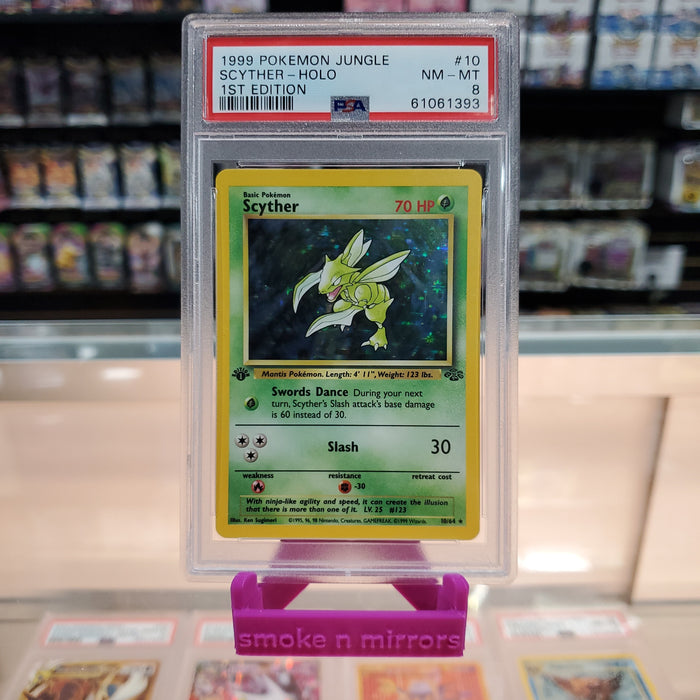 1999 POKEMON JUNGLE #10
SCYTHER - HOLO NM - MT
1ST EDITION 8
PSA 61061393
Basic Pokémon
Scyther 70 HP
Mantis Pokémon. Length: 4' 11", Weight: 123 lbs.
Swords Dance During your next
turn, Scyther's Slash attack's base damage
is 60 instead of 30.
Slash 30
weakness resistance retreat cost
-30
With ninja-like agility and speed, it can create the illusion
that there is more than one of it. LV. 25 #123
Illus. Ken Sugimori ©1995, 96, 98 Nintendo, Creatures, GAMEFREAK. ©1999 Wizards. 10/64 ★
smoke n mirrors